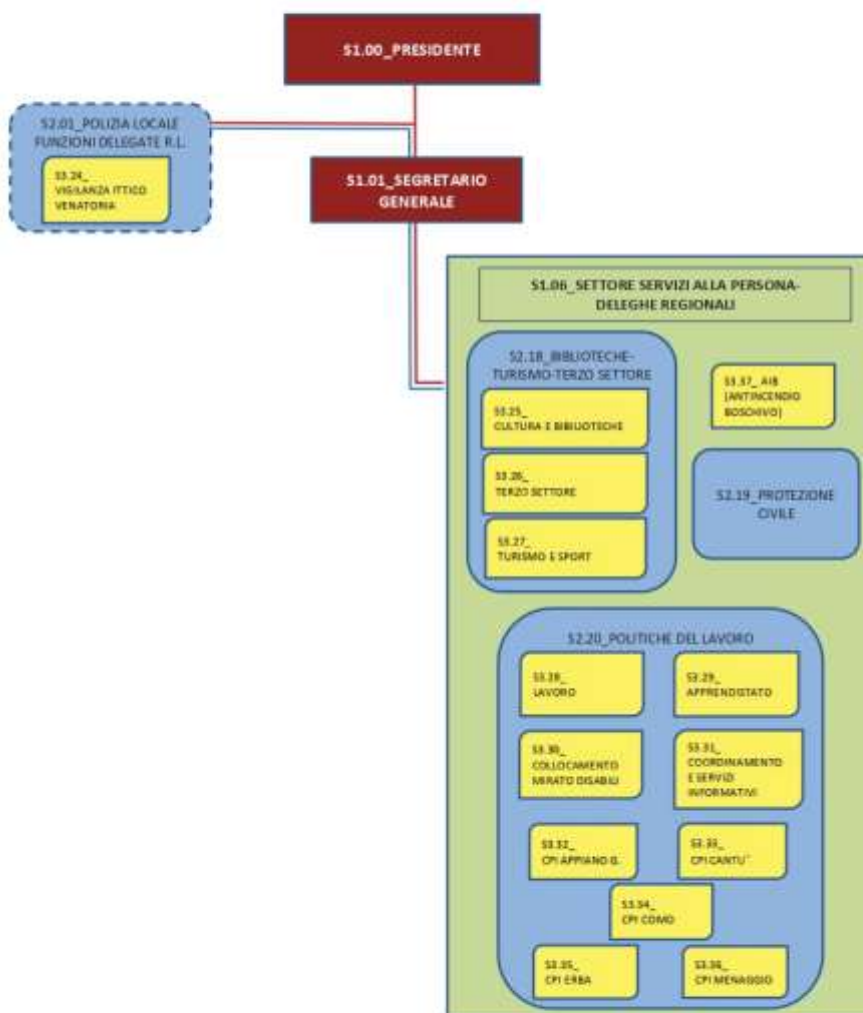 S1.00_PRESIDENTE
S2.01_POLIZIA LOCALE
FUNZIONI DELEGATE R.L.
S3.24_
VIGILANZA ITTICO
VENATORIA
S1.01_SEGRETARIO
GENERALE
S1.06_SETTORE SERVIZI ALLA PERSONA-
DELEGHE REGIONALI
S2.18_BIBLIOTECHE-
TURISMO-TERZO SETTORE
S3.25_
CULTURA E BIBLIOTECHE
S3.26_
TERZO SETTORE
S3.27_
TURISMO E SPORT
S3.37_ AIB
(ANTINCENDIO
BOSCHIVO)
S2.19_PROTEZIONE
CIVILE
S2.20_POLITICHE DEL LAVORO
S3.28_
LAVORO
S3.29_
APPRENDISTATO
S3.30_
COLLOCAMENTO
MIRATO DISABILI
S3.31_
COORDINAMENTO
E SERVIZI
INFORMATIVI
S3.32_
CPI APPIANO G.
S3.33_
CPI CANTU'
S3.34_
CPI COMO
S3.35_
CPI ERBA
S3.36_
CPI MENAGGIO